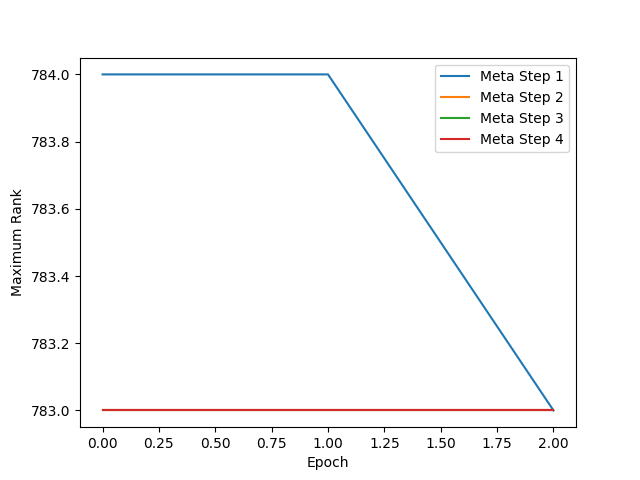 784.0
783.8
783.6
783.4
783.2
783.0
Maximum Rank
0.00 0.25 0.50 0.75 1.00 1.25 1.50 1.75 2.00
Epoch
Meta Step 1
Meta Step 2
Meta Step 3
Meta Step 4